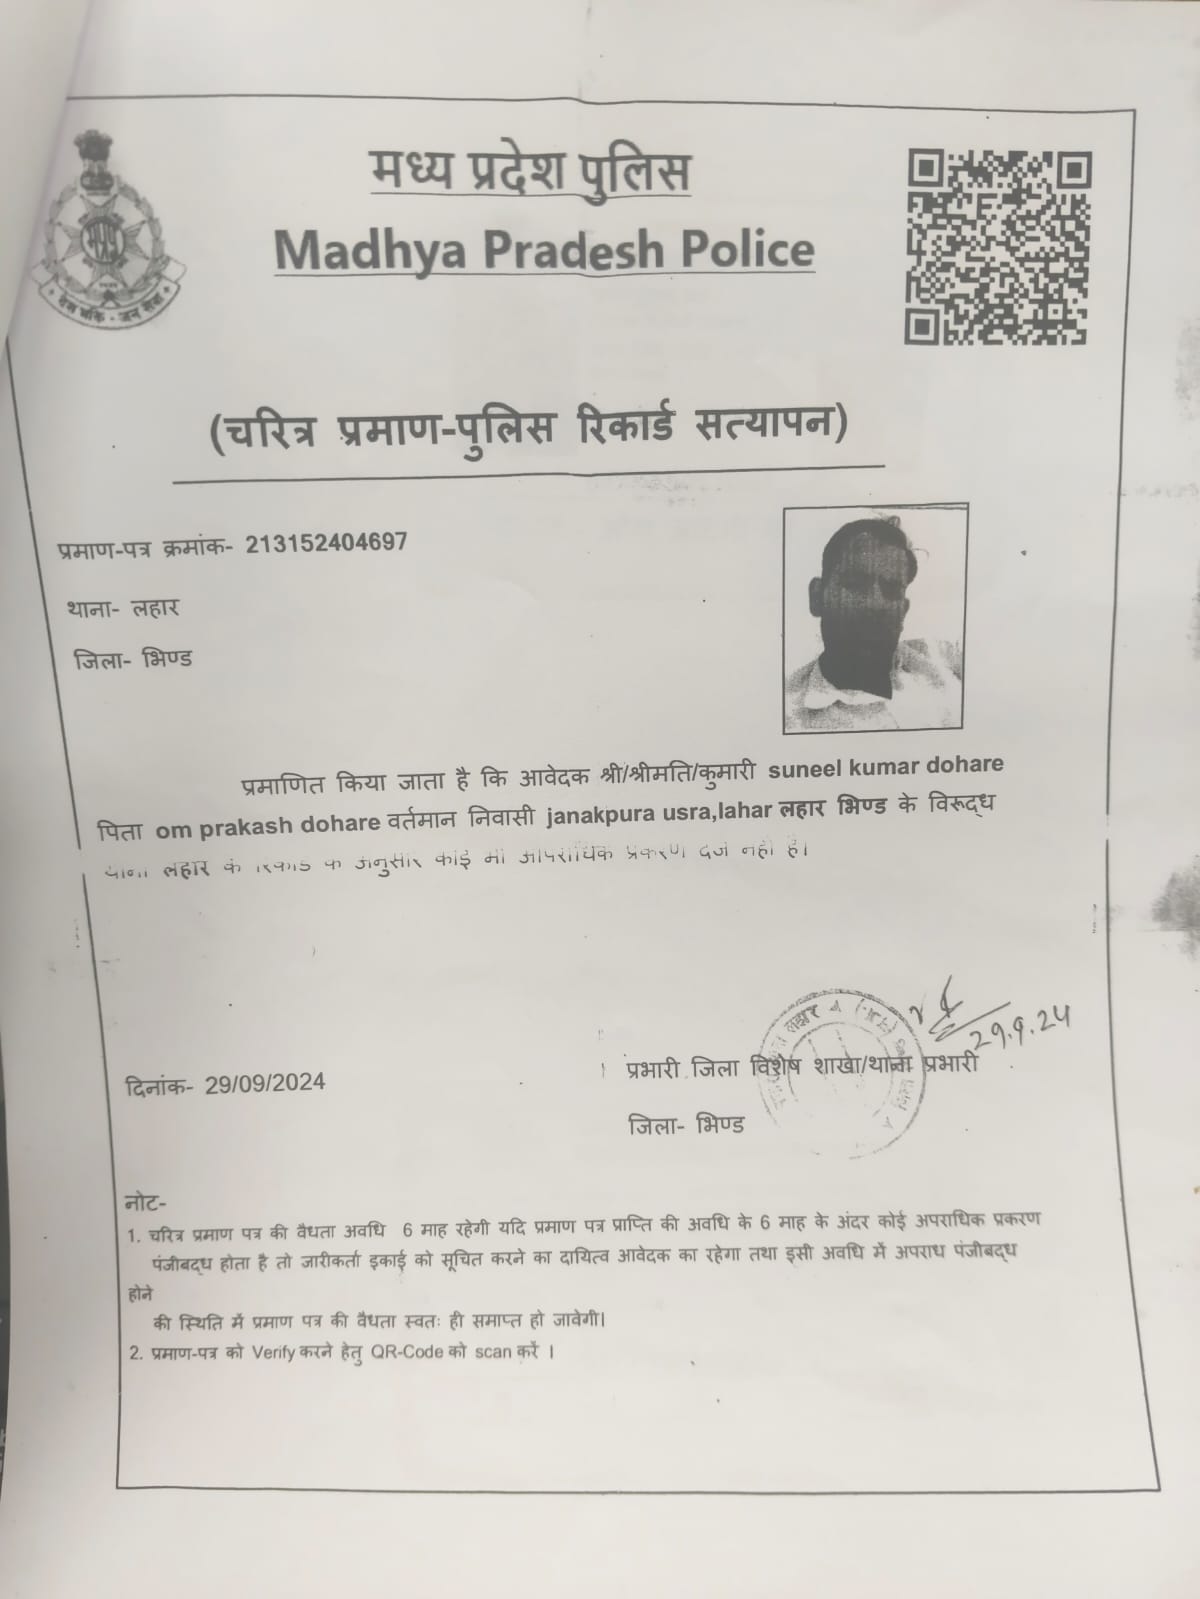 मध्य प्रदेश पुलिस
Madhya Pradesh Police
देश भक्ति - जन सेवा
(चरित्र प्रमाण-पुलिस रिकार्ड सत्यापन)
प्रमाण-पत्र क्रमांक- 213152404697
थाना- लहार
जिला- भिण्ड
प्रमाणित किया जाता है कि आवेदक श्री/श्रीमति/कुमारी suneel kumar dohare
पिता om prakash dohare वर्तमान निवासी janakpura usra,lahar लहार भिण्ड के विरूद्ध
थाना लहार के रिकार्ड के अनुसार कोई भी आपराधिक प्रकरण दर्ज नही है।
29.9.24
दिनांक- 29/09/2024
प्रभारी जिला विशेष शाखा/थाना प्रभारी
जिला- भिण्ड
नोट-
1. चरित्र प्रमाण पत्र की वैधता अवधि 6 माह रहेगी यदि प्रमाण पत्र प्राप्ति की अवधि के 6 माह के अंदर कोई अपराधिक प्रकरण
पंजीबद्ध होता है तो जारीकर्ता इकाई को सूचित करने का दायित्व आवेदक का रहेगा तथा इसी अवधि में अपराध पंजीबद्ध
होने
की स्थिति में प्रमाण पत्र की वैधता स्वतः ही समाप्त हो जावेगी।
2. प्रमाण-पत्र को Verify करने हेतु QR-Code को scan करें ।